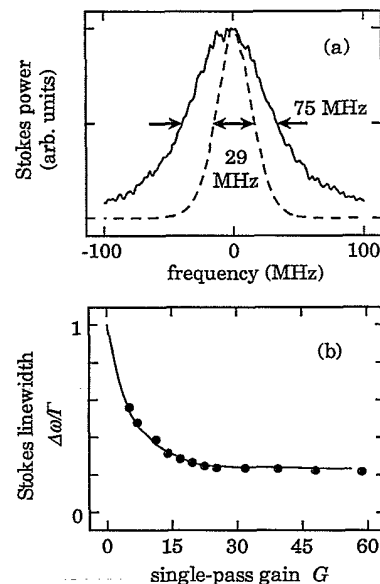 (a)
Stokes power
(arb. units)
75 MHz
29
MHz
-100
0
100
frequency (MHz)
(b)
Stokes linewidth
Δω/Γ
1
0
0
15
30
45
60
single-pass gain G